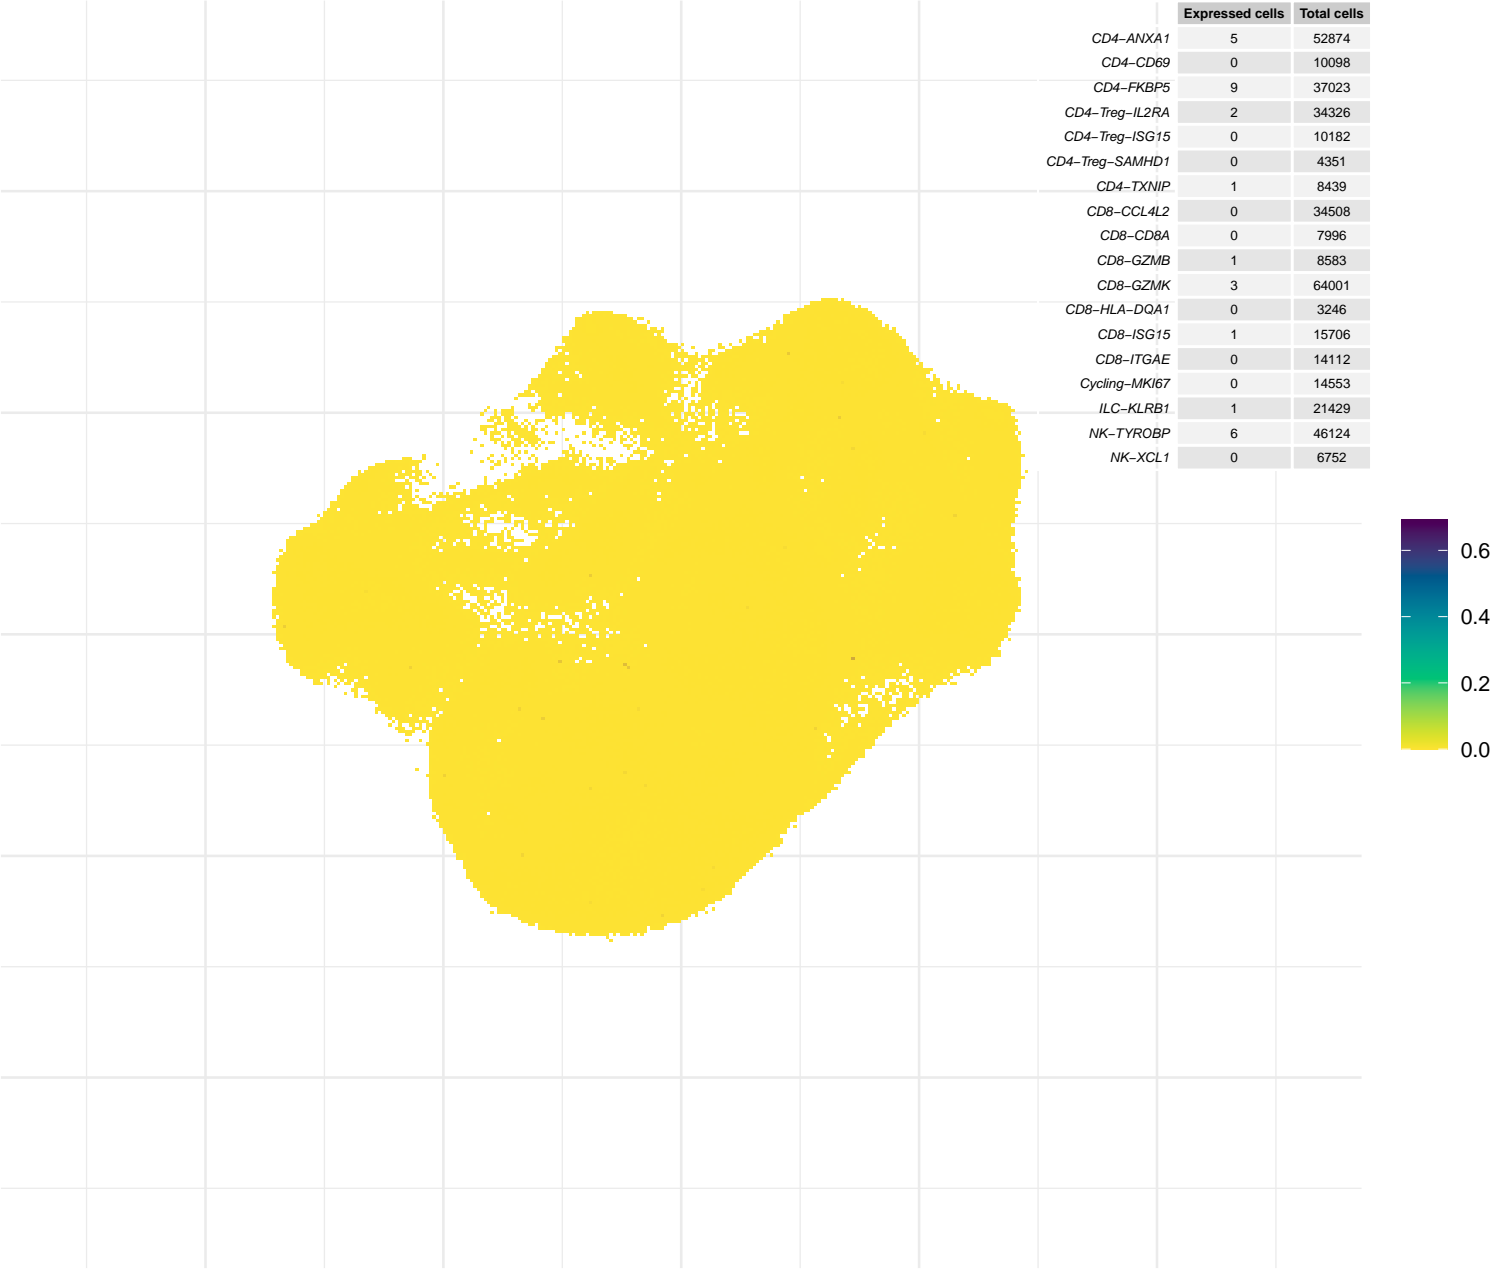 Expressed cells Total cells
CD4−ANXA1 5 52874
CD4−CD69 0 10098
CD4−FKBP5 9 37023
CD4−Treg−IL2RA 2 34326
CD4−Treg−ISG15 0 10182
CD4−Treg−SAMHD1 0 4351
CD4−TXNIP 1 8439
CD8−CCL4L2 0 34508
CD8−CD8A 0 7996
CD8−GZMB 1 8583
CD8−GZMK 3 64001
CD8−HLA−DQA1 0 3246
CD8−ISG15 1 15706
CD8−ITGAE 0 14112
Cycling−MKI67 0 14553
ILC−KLRB1 1 21429
NK−TYROBP 6 46124
NK−XCL1 0 6752
0.6
0.4
0.2
0.0